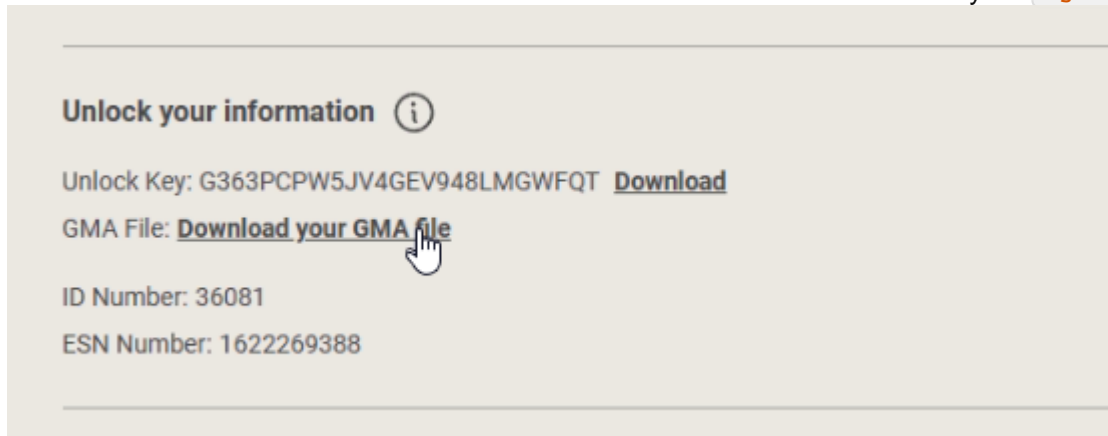 Unlock your information
Unlock Key: G363PCPW5JV4GEV948LMGWFQT Download
GMA File: Download your GMA file
ID Number: 36081
ESN Number: 1622269388